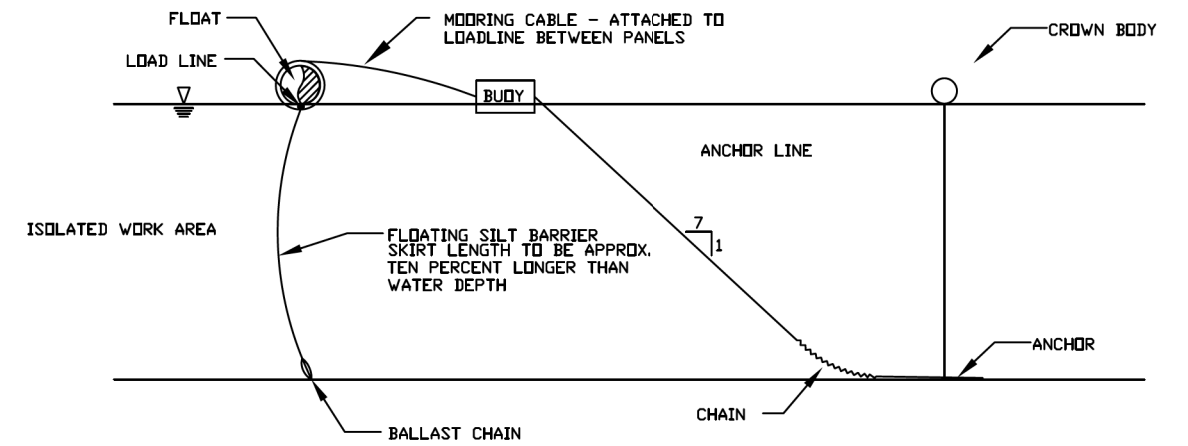 FLOAT
MOORING CABLE - ATTACHED TO
LOADLINE BETWEEN PANELS
CROWN BODY
LOAD LINE
BUOY
ANCHOR LINE
ISOLATED WORK AREA
7
1
FLOATING SILT BARRIER
SKIRT LENGTH TO BE APPROX.
TEN PERCENT LONGER THAN
WATER DEPTH
ANCHOR
CHAIN
BALLAST CHAIN